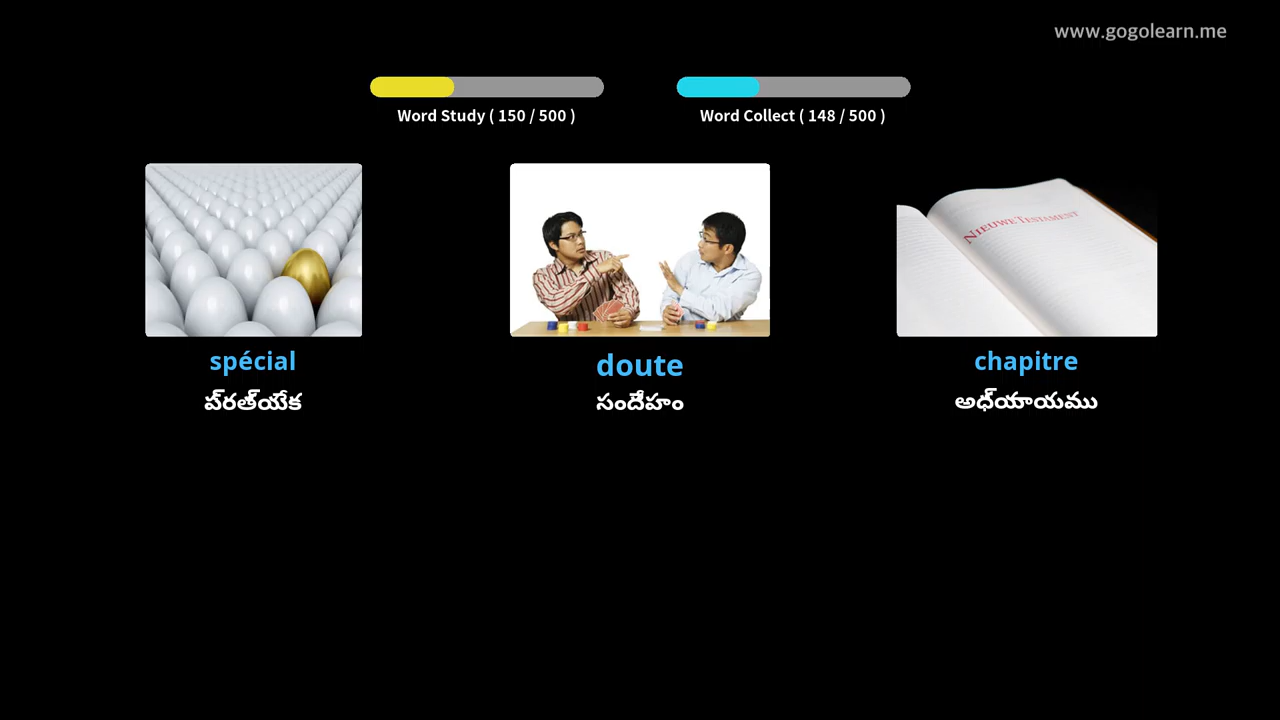 www.gogolearn.me
Word Study ( 150 / 500 )
Word Collect ( 148 / 500 )
NIEUWE TESTAMENT
spécial
doute
chapitre
ప్రత్యేక
సందేహం
అధ్యాయము